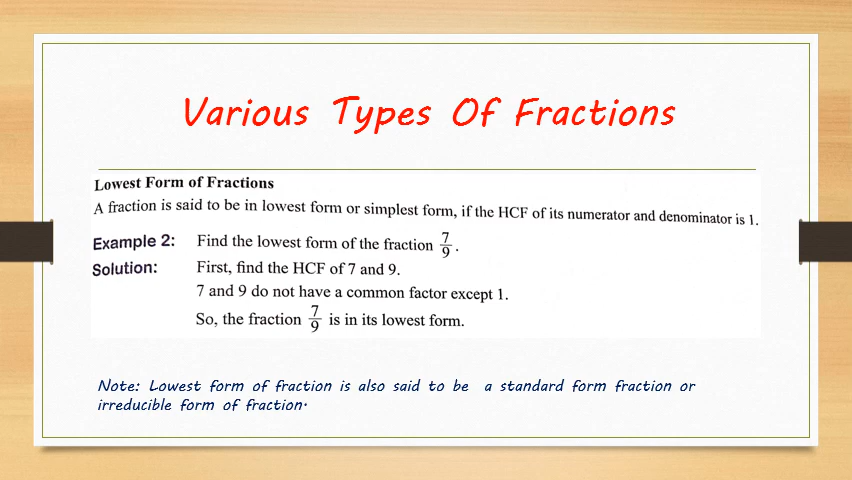 Various Types Of Fractions
Lowest Form of Fractions
A fraction is said to be in lowest form or simplest form, if the HCF of its numerator and denominator is 1.
Example 2: Find the lowest form of the fraction 7/9.
Solution: First, find the HCF of 7 and 9.
7 and 9 do not have a common factor except 1.
So, the fraction 7/9 is in its lowest form.
Note: Lowest form of fraction is also said to be a standard form fraction or
irreducible form of fraction.